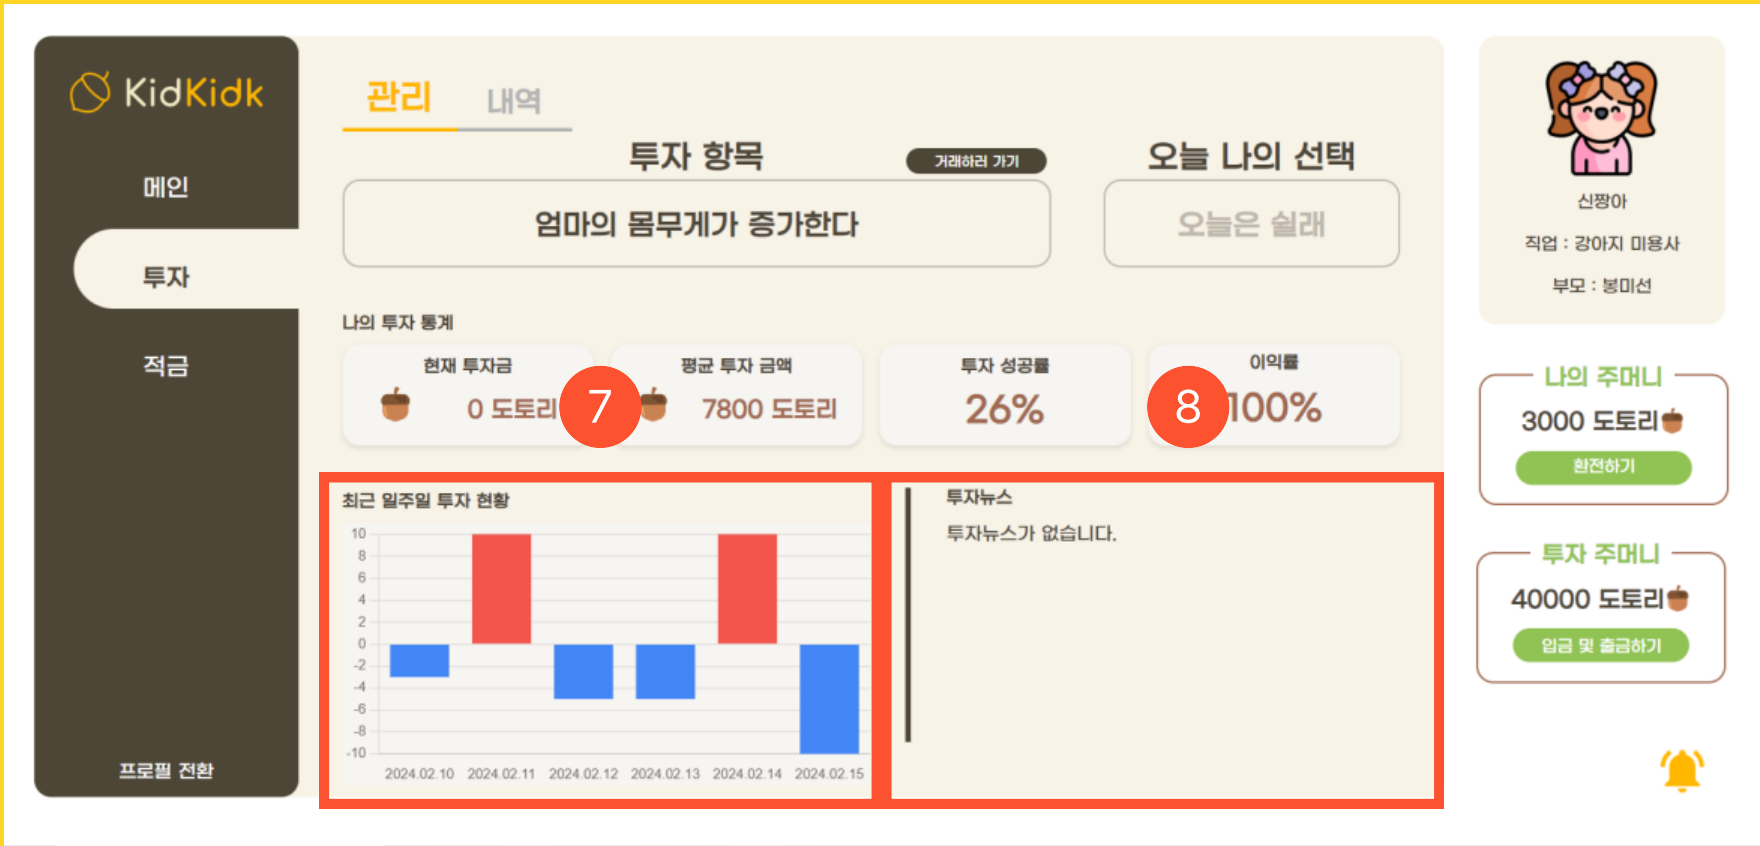 KidKidk
메인
투자
적금
프로필 전환
관리
내역
투자 항목
거래하러 가기
엄마의 몸무게가 증가한다
오늘 나의 선택
오늘은 쉴래
나의 투자 통계
현재 투자금
0 도토리
7
평균 투자 금액
7800 도토리
투자 성공률
26%
8
이익률
100%
최근 일주일 투자 현황
10
8
6
4
2
0
-2
-4
-6
-8
-10
2024.02.10 2024.02.11 2024.02.12 2024.02.13 2024.02.14 2024.02.15
투자뉴스
투자뉴스가 없습니다.
신짱아
직업 : 강아지 미용사
부모 : 봉미선
나의 주머니
3000 도토리
환전하기
투자 주머니
40000 도토리
입금 및 출금하기